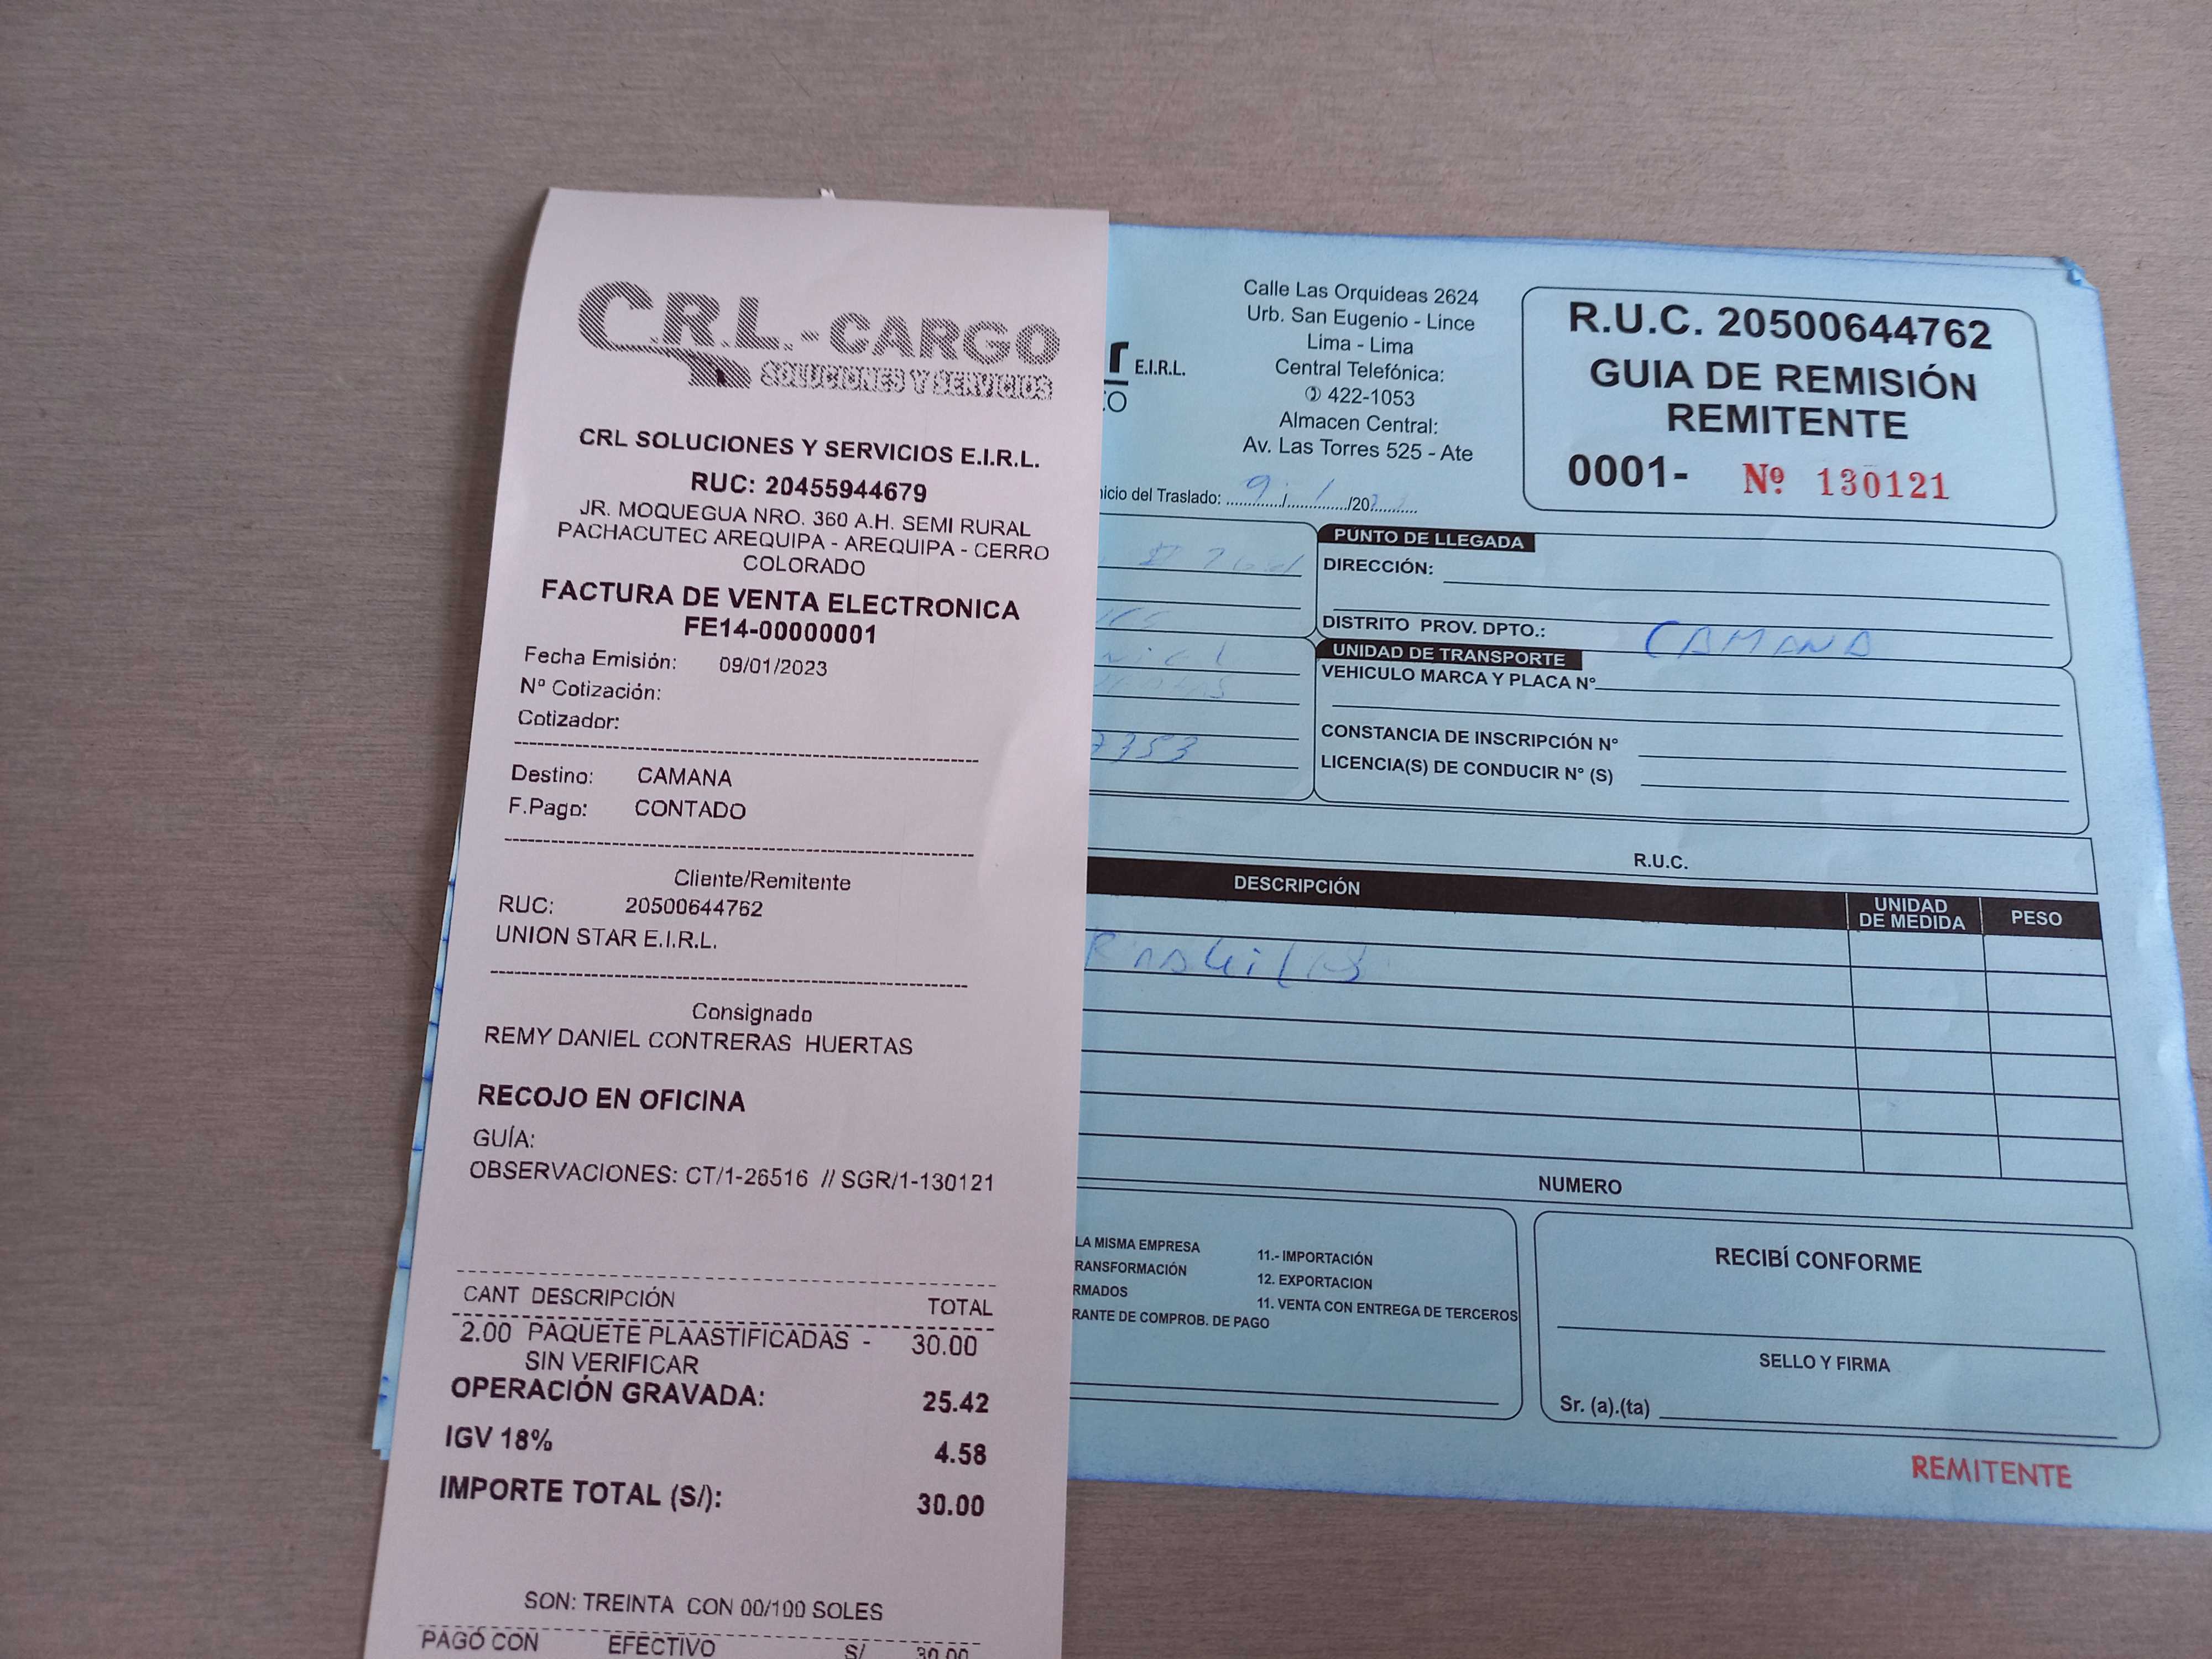 C.R.L.-CARGO
SOLUCIONES Y SERVICIOS
CRL SOLUCIONES Y SERVICIOS E.I.R.L.
RUC: 20455944679
JR. MOQUEGUA NRO. 360 A.H. SEMI RURAL
PACHACUTEC AREQUIPA - AREQUIPA - CERRO
COLORADO
FACTURA DE VENTA ELECTRONICA
FE14-00000001
Fecha Emisión: 09/01/2023
Nº Cotización:
Cotizador:
Destino: CAMANA
F.Pago: CONTADO
Cliente/Remitente
RUC: 20500644762
UNION STAR E.I.R.L.
Consignado
REMY DANIEL CONTRERAS HUERTAS
RECOJO EN OFICINA
GUÍA:
OBSERVACIONES: CT/1-26516 // SGR/1-130121
CANT DESCRIPCIÓN TOTAL
2.00 PAQUETE PLAASTIFICADAS - 30.00
SIN VERIFICAR
OPERACIÓN GRAVADA: 25.42
IGV 18% 4.58
IMPORTE TOTAL (S/): 30.00
SON: TREINTA CON 00/100 SOLES
PAGÓ CON EFECTIVO S/ 30.00
r E.I.R.L.
CO
Calle Las Orquideas 2624
Urb. San Eugenio - Lince
Lima - Lima
Central Telefónica:
✆ 422-1053
Almacen Central:
Av. Las Torres 525 - Ate
R.U.C. 20500644762
GUIA DE REMISIÓN
REMITENTE
0001- Nº 130121
nicio del Traslado: 9 / 1 /202
PUNTO DE LLEGADA
DIRECCIÓN:
DISTRITO PROV. DPTO.: CAMANA
UNIDAD DE TRANSPORTE
VEHICULO MARCA Y PLACA N°
CONSTANCIA DE INSCRIPCIÓN N°
LICENCIA(S) DE CONDUCIR N° (S)
7353
R.U.C.
DESCRIPCIÓN UNIDAD DE MEDIDA PESO
NUMERO
LA MISMA EMPRESA 11.- IMPORTACIÓN
RANSFORMACIÓN 12. EXPORTACION
RMADOS 11. VENTA CON ENTREGA DE TERCEROS
RANTE DE COMPROB. DE PAGO
RECIBÍ CONFORME
SELLO Y FIRMA
Sr. (a).(ta)
REMITENTE